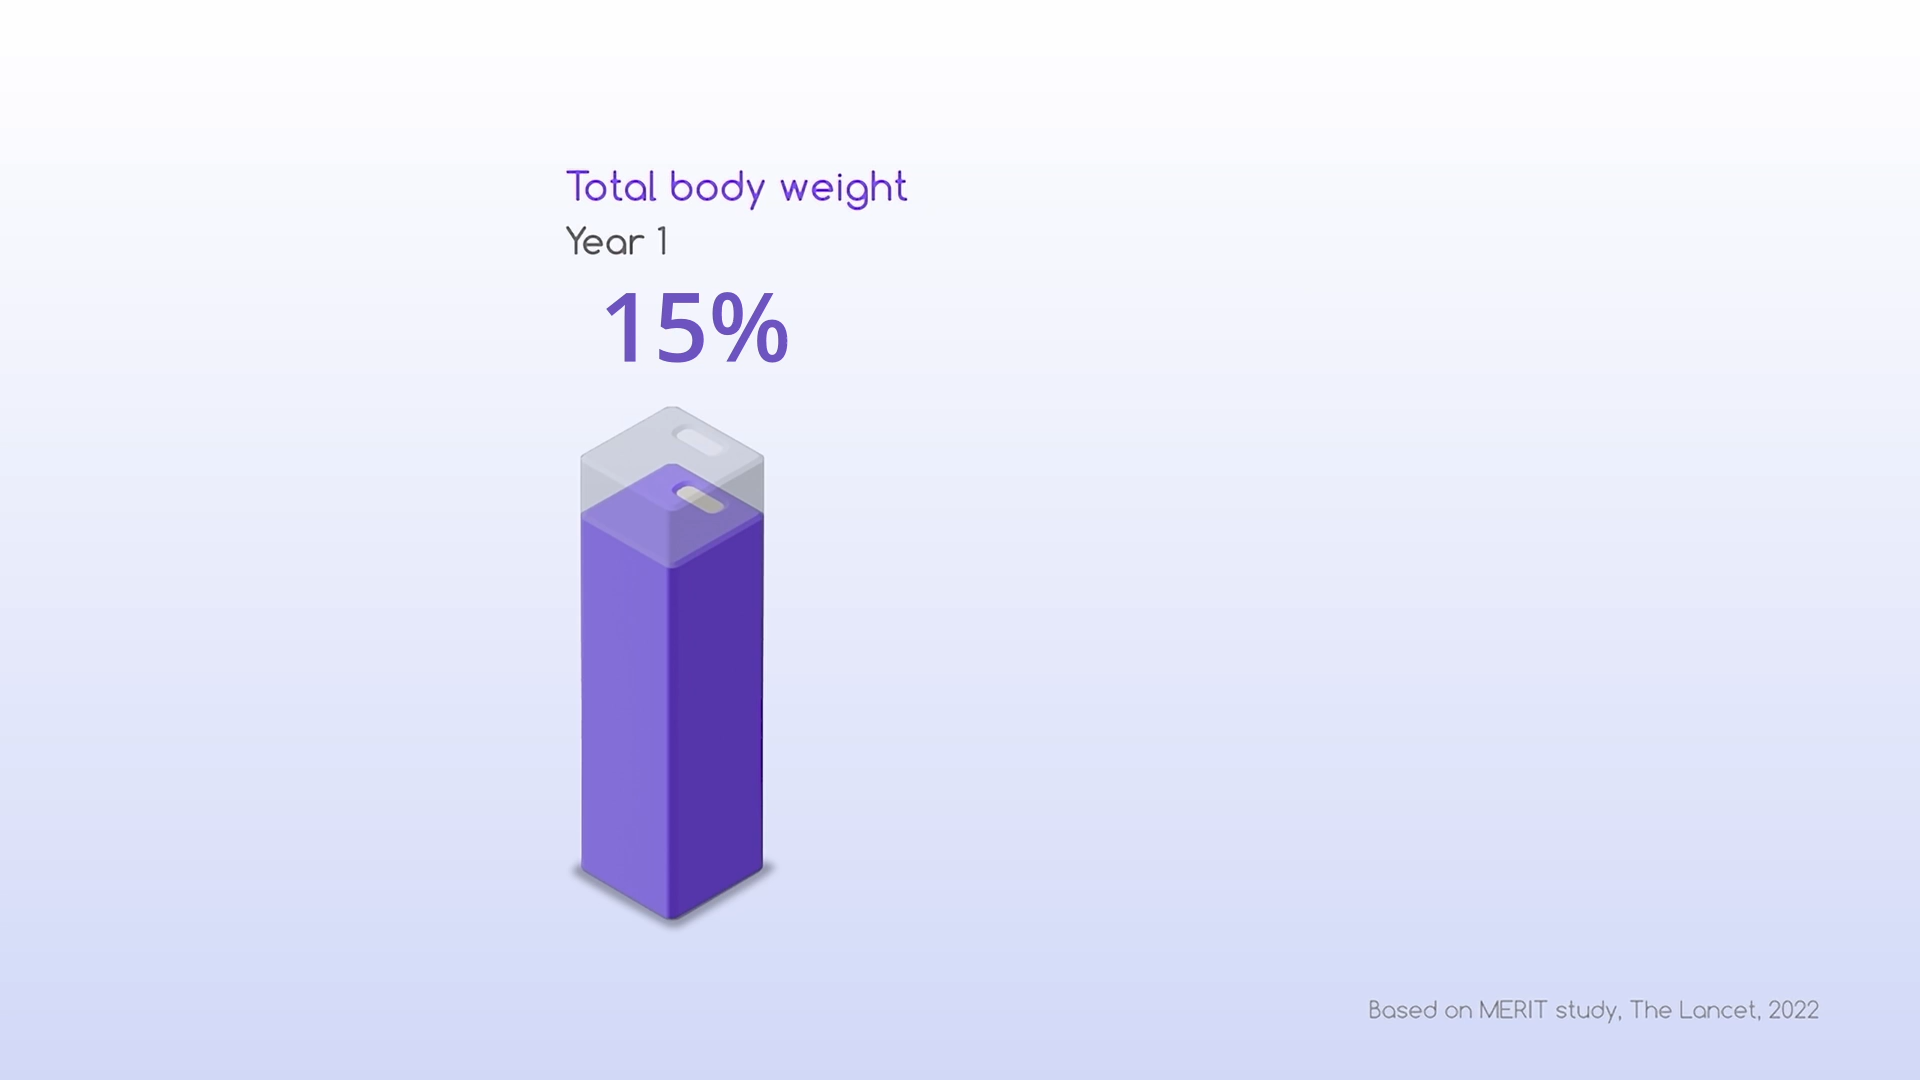 Total body weight
Year 1
15%
Based on MERIT study, The Lancet, 2022